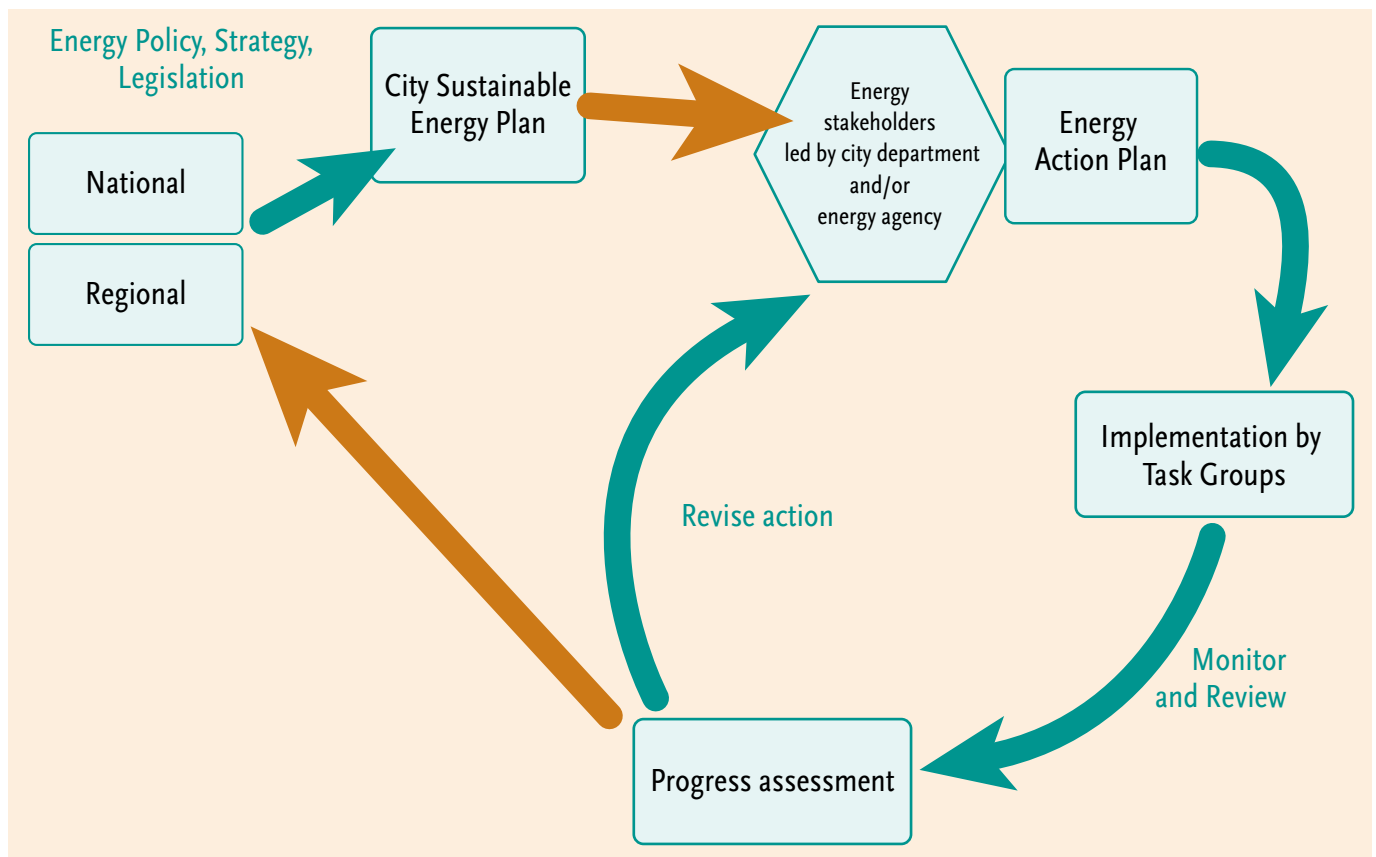 Energy Policy, Strategy,
Legislation
National
Regional
City Sustainable
Energy Plan
Energy
stakeholders
led by city department
and/or
energy agency
Energy
Action Plan
Implementation by
Task Groups
Monitor
and Review
Progress assessment
Revise action